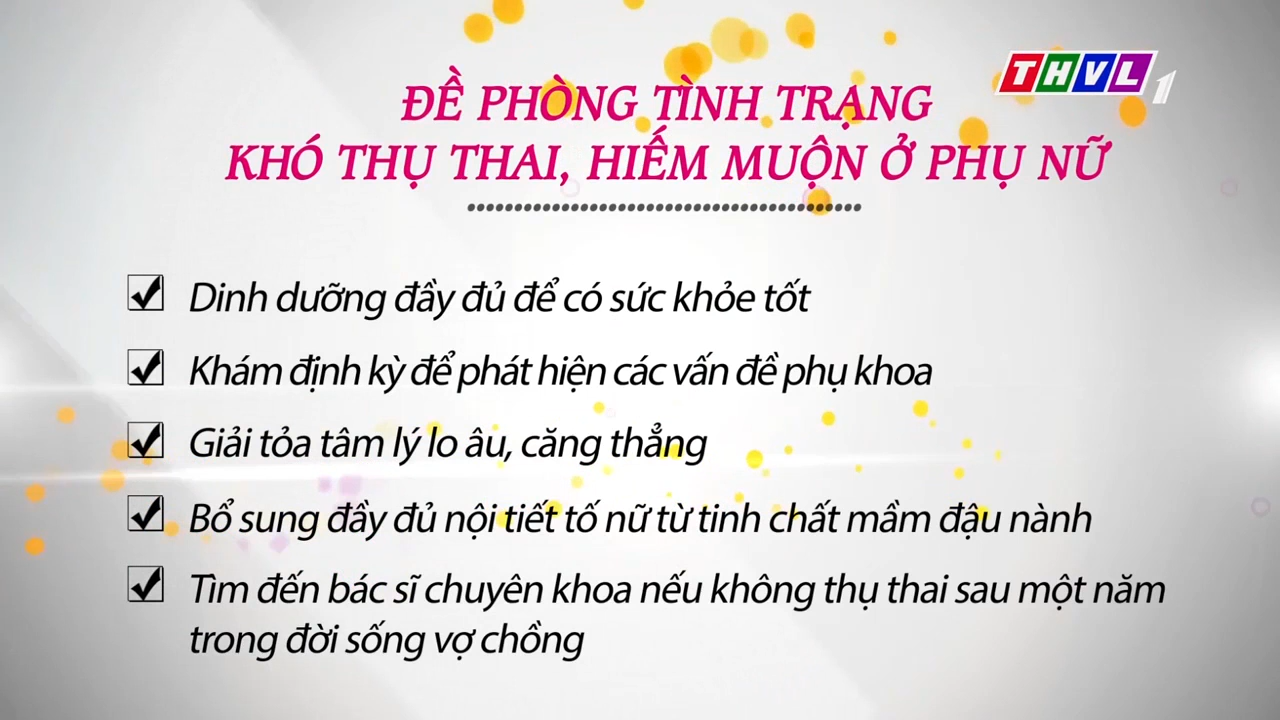 THVL1
ĐỀ PHÒNG TÌNH TRẠNG
KHÓ THỤ THAI, HIẾM MUỘN Ở PHỤ NỮ
Dinh dưỡng đầy đủ để có sức khỏe tốt
Khám định kỳ để phát hiện các vấn đề phụ khoa
Giải tỏa tâm lý lo âu, căng thẳng
Bổ sung đầy đủ nội tiết tố nữ từ tinh chất mầm đậu nành
Tìm đến bác sĩ chuyên khoa nếu không thụ thai sau một năm
trong đời sống vợ chồng